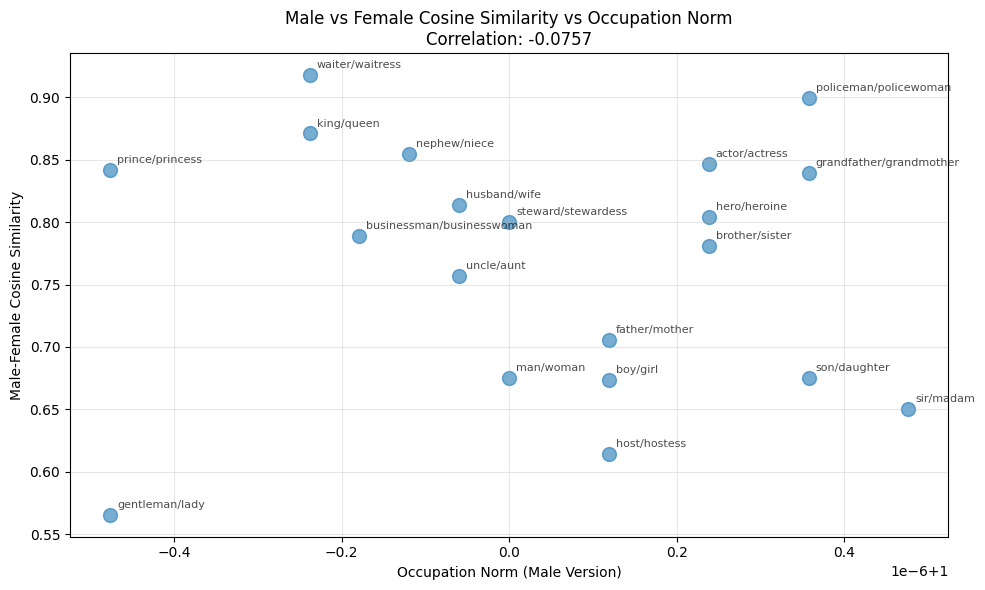 Male vs Female Cosine Similarity vs Occupation Norm
Correlation: -0.0757
Male-Female Cosine Similarity
0.90
0.85
0.80
0.75
0.70
0.65
0.60
0.55
waiter/waitress
policeman/policewoman
king/queen
nephew/niece
actor/actress
prince/princess
grandfather/grandmother
husband/wife
hero/heroine
steward/stewardess
businessman/businesswoman
brother/sister
uncle/aunt
father/mother
man/woman
boy/girl
son/daughter
sir/madam
host/hostess
gentleman/lady
−0.4
−0.2
0.0
0.2
0.4
1e−6+1
Occupation Norm (Male Version)